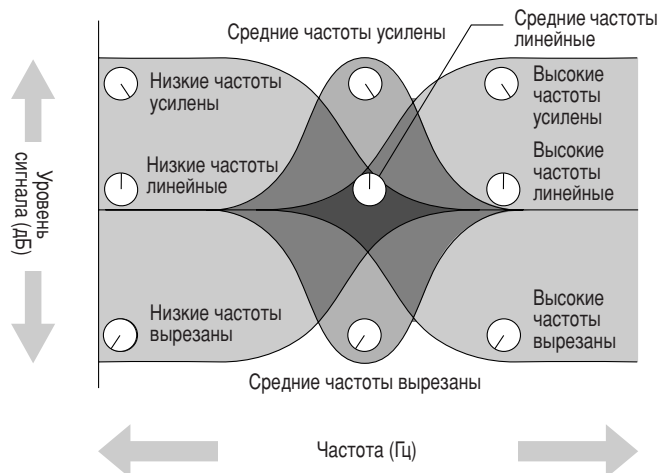 Средние частоты усилены
Средние частоты
линейные
Низкие частоты
усилены
Высокие
частоты
усилены
Низкие частоты
линейные
Высокие
частоты
линейные
Уровень
сигнала (дБ)
Низкие частоты
вырезаны
Высокие
частоты
вырезаны
Средние частоты вырезаны
Частота (Гц)